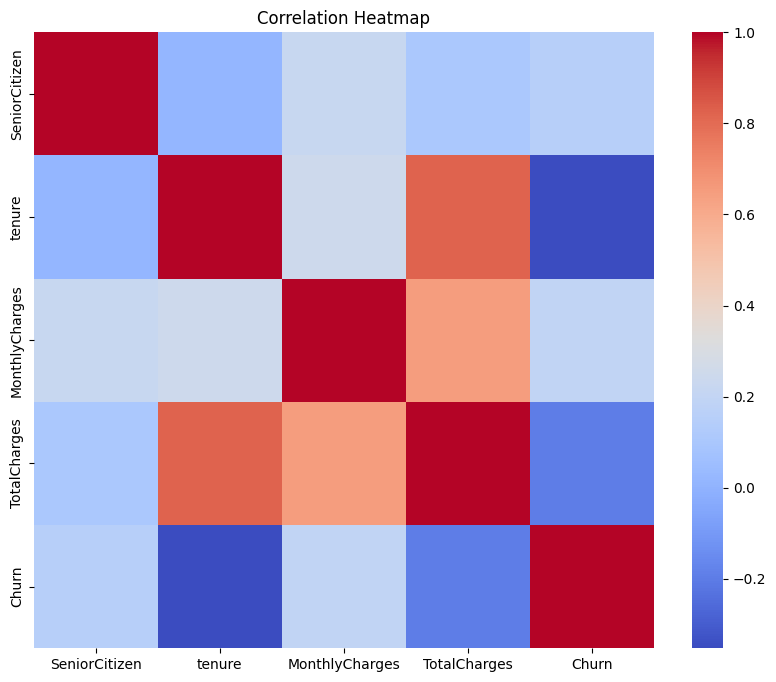 Correlation Heatmap
SeniorCitizen
tenure
MonthlyCharges
TotalCharges
Churn
SeniorCitizen
tenure
MonthlyCharges
TotalCharges
Churn
1.0
0.8
0.6
0.4
0.2
0.0
−0.2